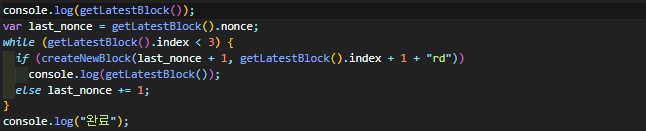 console.log(getLatestBlock());
var last_nonce = getLatestBlock().nonce;
while (getLatestBlock().index < 3) {
  if (createNewBlock(last_nonce + 1, getLatestBlock().index + 1 + "rd"))
    console.log(getLatestBlock());
  else last_nonce += 1;
}
console.log("완료");